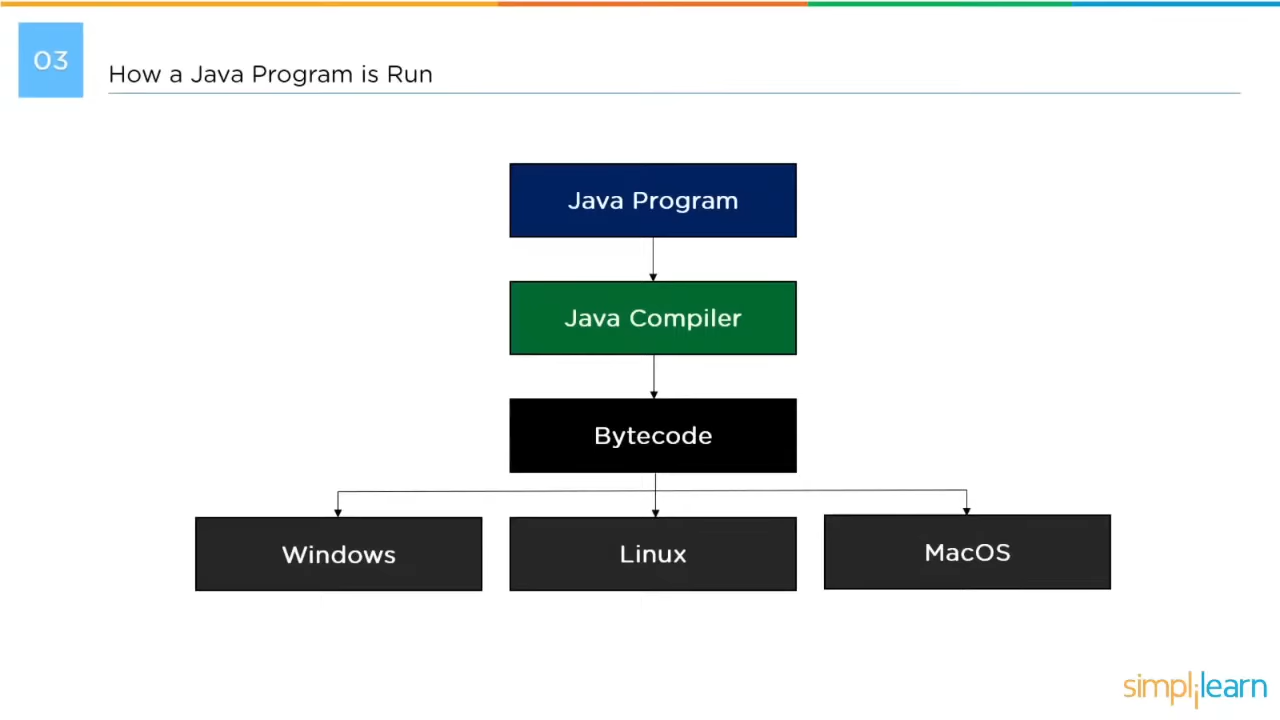 03
How a Java Program is Run
Java Program
Java Compiler
Bytecode
Windows
Linux
MacOS
simplilearn